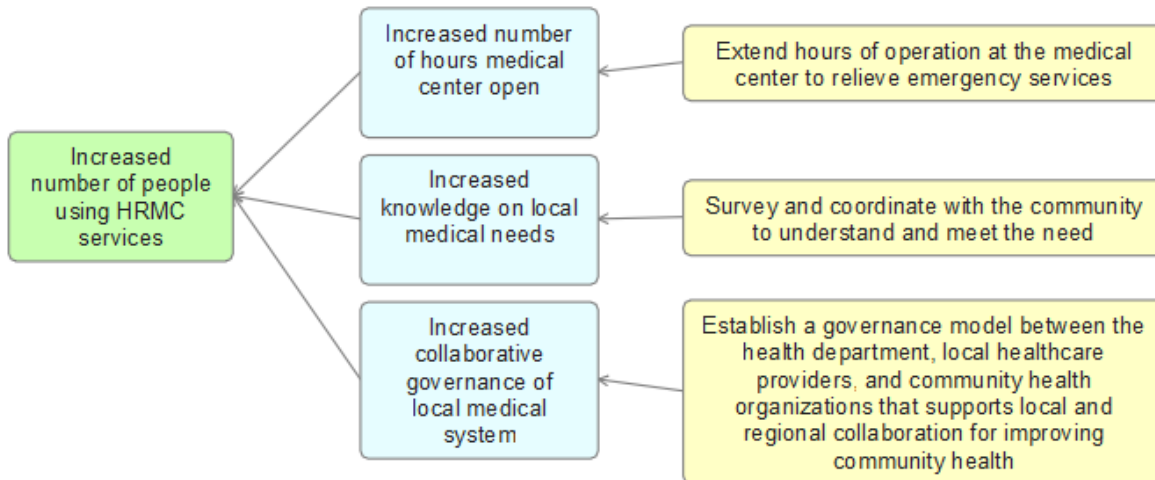 Increased
number of people
using HRMC
services
Increased number
of hours medical
center open
Increased
knowledge on local
medical needs
Increased
collaborative
governance of
local medical
system
Extend hours of operation at the medical
center to relieve emergency services
Survey and coordinate with the community
to understand and meet the need
Establish a governance model between the
health department, local healthcare
providers, and community health
organizations that supports local and
regional collaboration for improving
community health